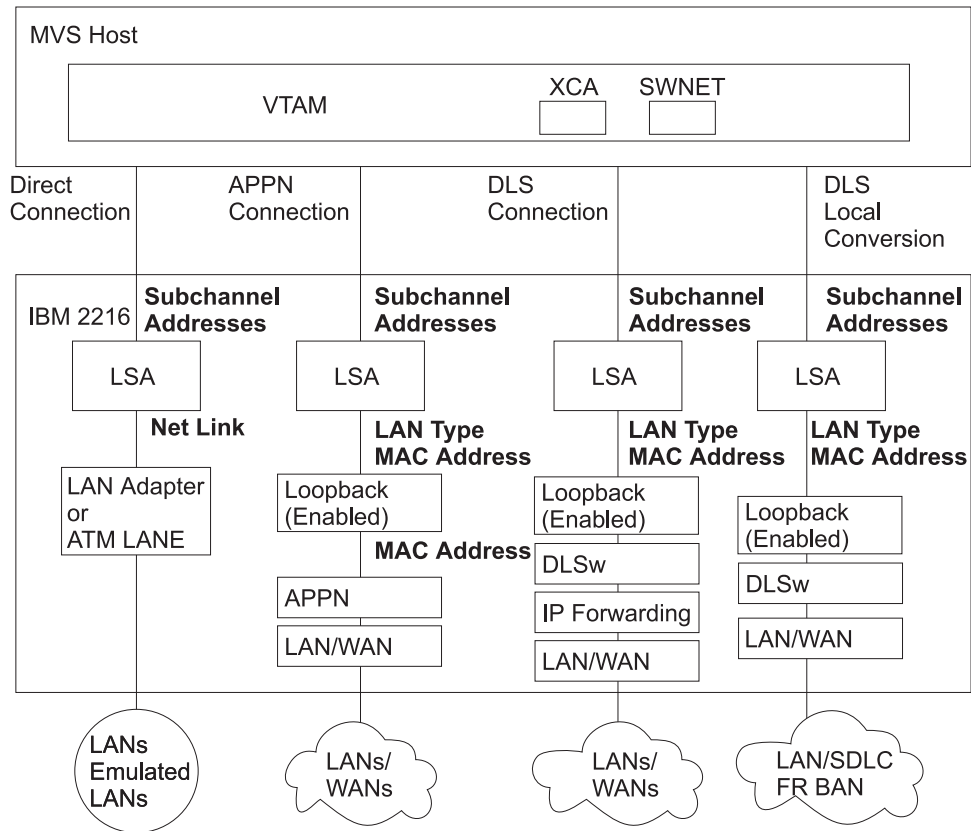 MVS Host
VTAM
XCA
SWNET
Direct
Connection
APPN
Connection
DLS
Connection
DLS
Local
Conversion
IBM 2216
Subchannel
Addresses
Subchannel
Addresses
Subchannel
Addresses
Subchannel
Addresses
LSA
LSA
LSA
LSA
Net Link
LAN Type
MAC Address
LAN Type
MAC Address
LAN Type
MAC Address
LAN Adapter
or
ATM LANE
Loopback
(Enabled)
MAC Address
APPN
LAN/WAN
Loopback
(Enabled)
DLSw
IP Forwarding
LAN/WAN
Loopback
(Enabled)
DLSw
LAN/WAN
LANs
Emulated
LANs
LANs/
WANs
LANs/
WANs
LAN/SDLC
FR BAN